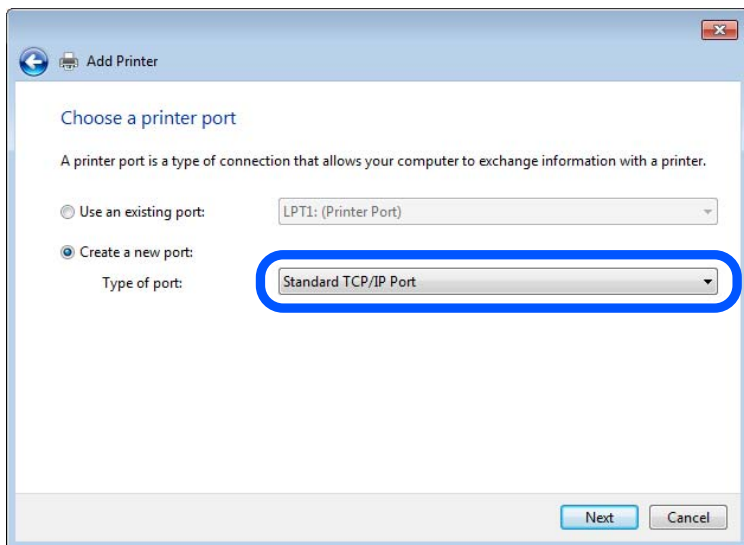 Add Printer
Choose a printer port
A printer port is a type of connection that allows your computer to exchange information with a printer.
Use an existing port: LPT1: (Printer Port)
Create a new port:
Type of port: Standard TCP/IP Port
Next Cancel